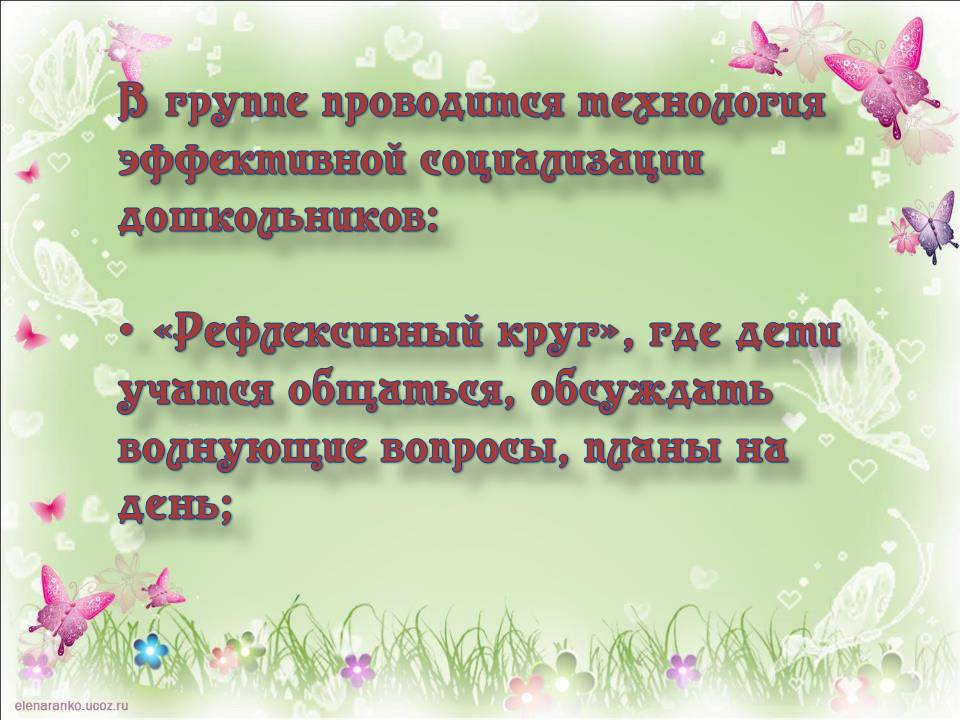 В группе проводится технология
эффективной социализации
дошкольников:
• «Рефлексивный круг», где дети
учатся общаться, обсуждать
волнующие вопросы, планы на
день;
elenaranko.ucoz.ru